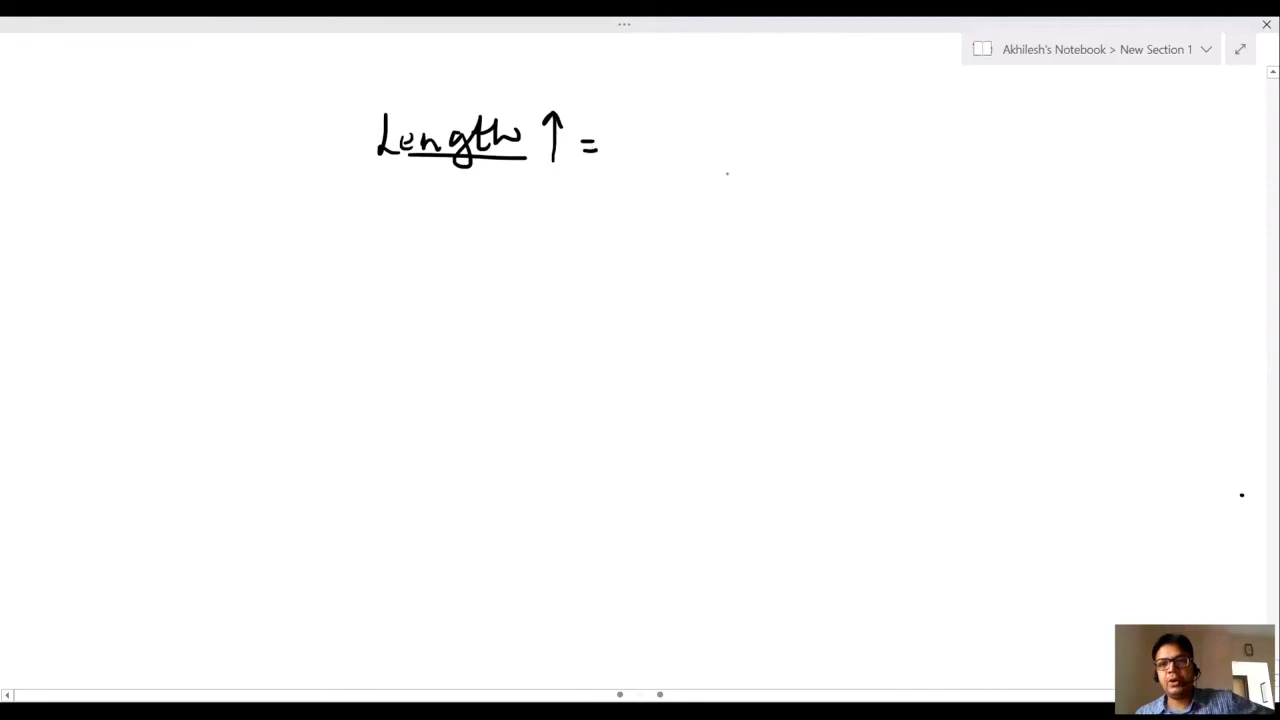 Akhilesh's Notebook > New Section 1
Length ↑ =